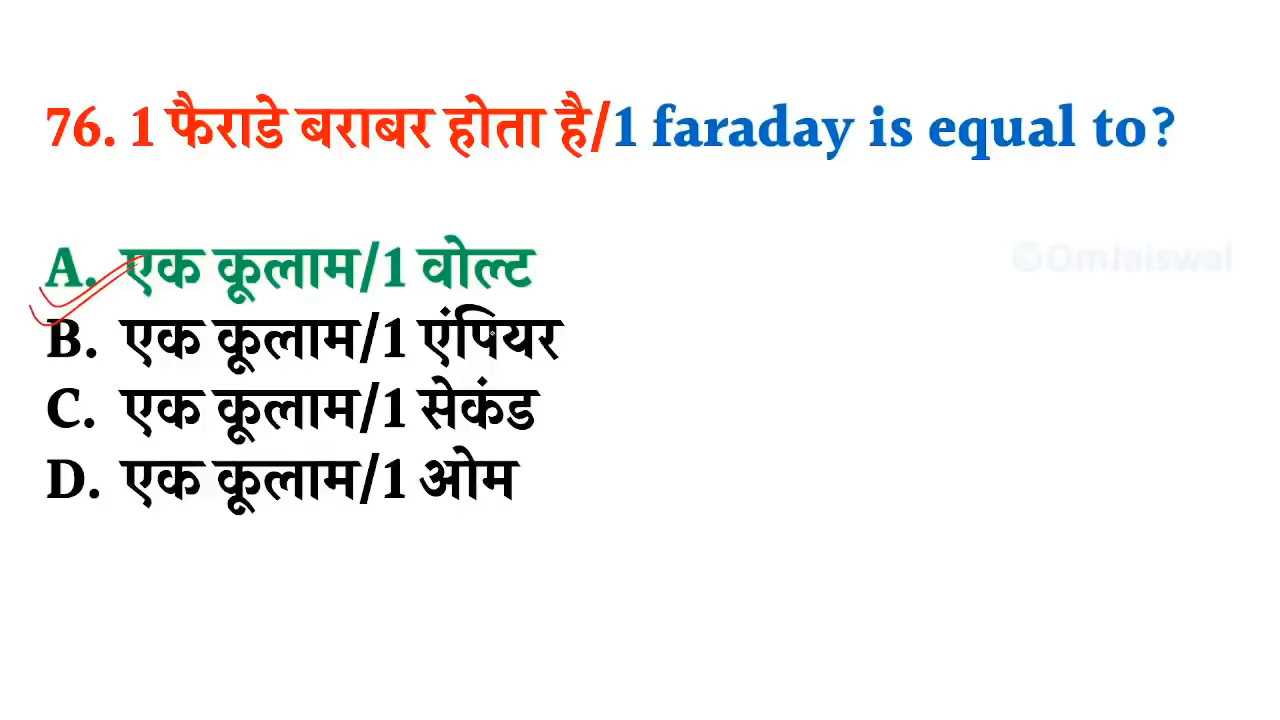 76. 1 फैराडे बराबर होता है/1 faraday is equal to?
©OmJaiswal
A. एक कूलाम/1 वोल्ट
B. एक कूलाम/1 एंपियर
C. एक कूलाम/1 सेकंड
D. एक कूलाम/1 ओम